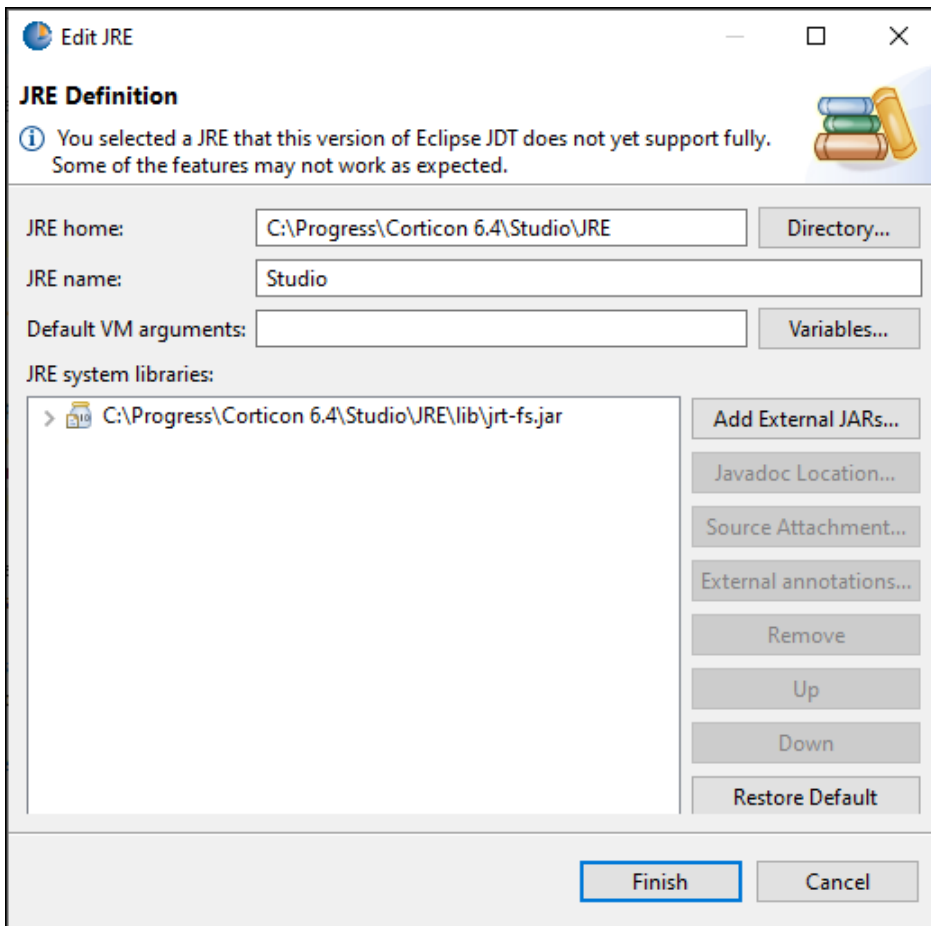 Edit JRE
JRE Definition
You selected a JRE that this version of Eclipse JDT does not yet support fully.
Some of the features may not work as expected.
JRE home:
C:\Progress\Corticon 6.4\Studio\JRE
Directory...
JRE name:
Studio
Default VM arguments:
Variables...
JRE system libraries:
C:\Progress\Corticon 6.4\Studio\JRE\lib\jrt-fs.jar
Add External JARs...
Javadoc Location...
Source Attachment...
External annotations...
Remove
Up
Down
Restore Default
Finish
Cancel